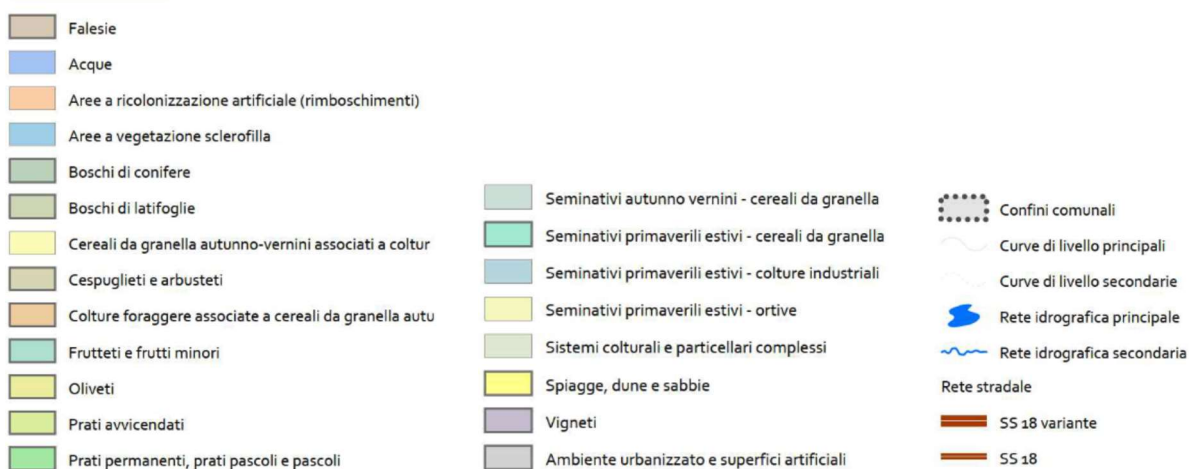 Falesie
Acque
Aree a ricolonizzazione artificiale (rimboschimenti)
Aree a vegetazione sclerofilla
Boschi di conifere
Boschi di latifoglie
Cereali da granella autunno-vernini associati a coltur
Cespuglieti e arbusteti
Colture foraggere associate a cereali da granella autu
Frutteti e frutti minori
Oliveti
Prati avvicendati
Prati permanenti, prati pascoli e pascoli
Seminativi autunno vernini - cereali da granella
Seminativi primaverili estivi - cereali da granella
Seminativi primaverili estivi - colture industriali
Seminativi primaverili estivi - ortive
Sistemi colturali e particellari complessi
Spiagge, dune e sabbie
Vigneti
Ambiente urbanizzato e superfici artificiali
Confini comunali
Curve di livello principali
Curve di livello secondarie
Rete idrografica principale
Rete idrografica secondaria
Rete stradale
SS 18 variante
SS 18